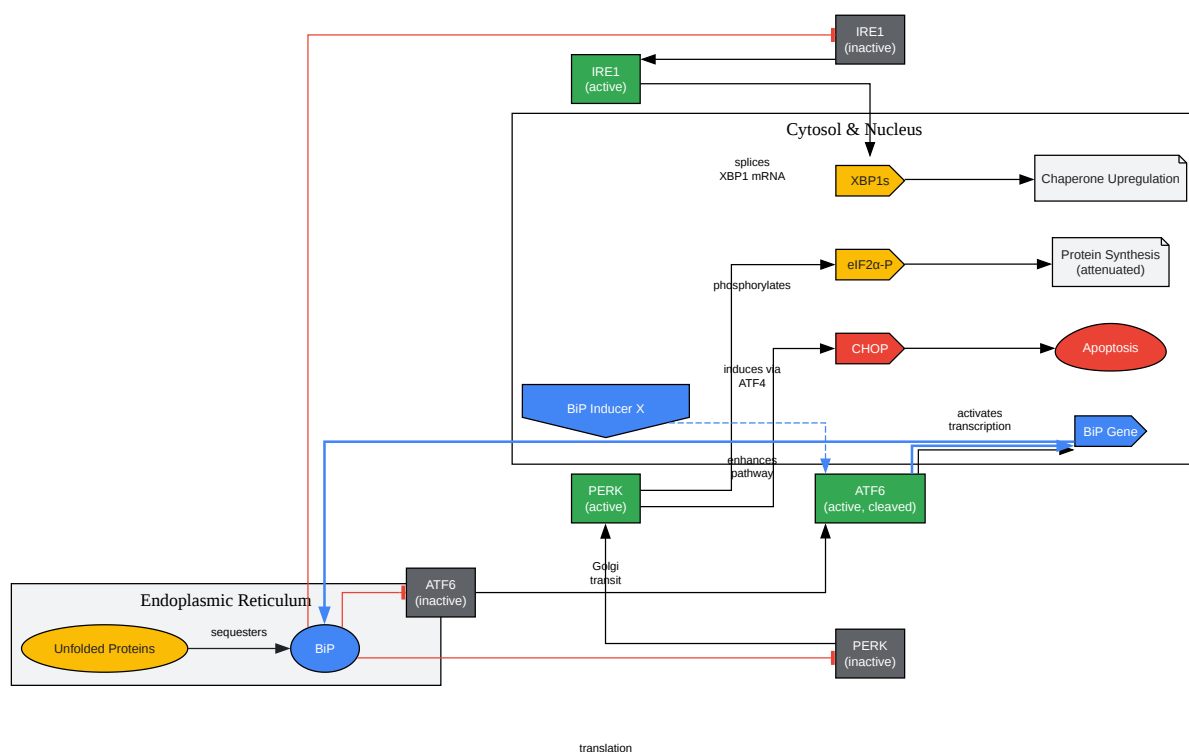 IRE1
(inactive)
IRE1
(active)
Cytosol & Nucleus
splices
XBP1 mRNA
XBP1s
Chaperone Upregulation
eIF2α-P
Protein Synthesis
(attenuated)
phosphorylates
CHOP
Apoptosis
induces via
ATF4
BiP Inducer X
activates
transcription
BiP Gene
enhances
pathway
PERK
(active)
ATF6
(active, cleaved)
Golgi
transit
ATF6
(inactive)
Endoplasmic Reticulum
sequesters
Unfolded Proteins
BiP
PERK
(inactive)
translation